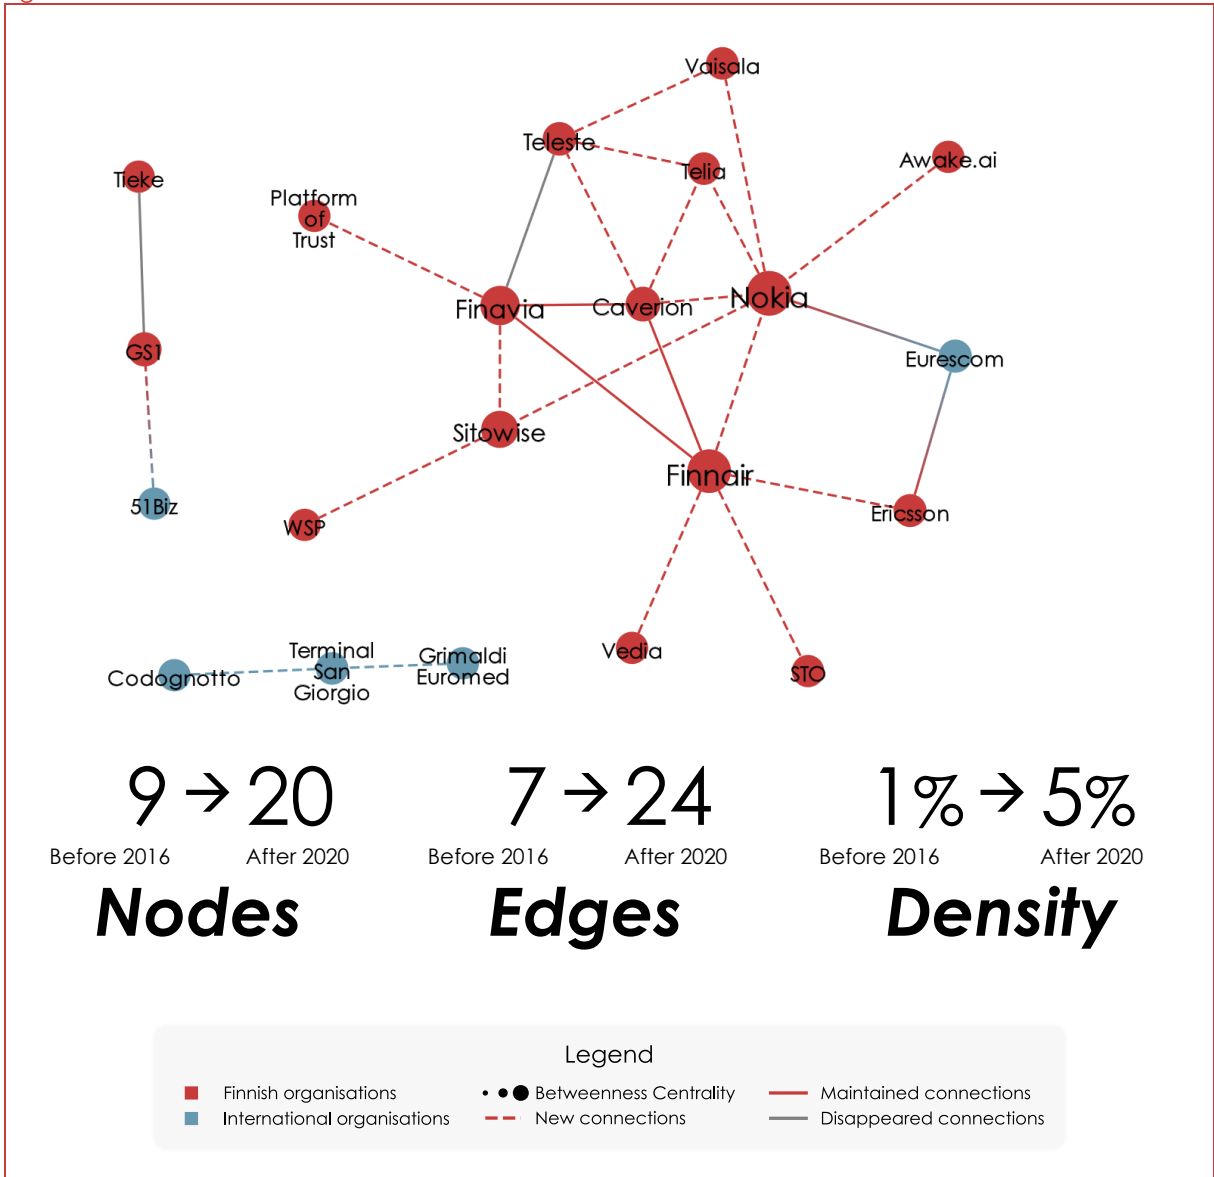 Vaisala
Teleste
Telia
Awake.ai
Tieke
Platform
of
Trust
Finavia
Caverion
Nokia
GS1
Eurescom
Sitowise
Finnair
51Biz
WSP
Ericsson
Vedia
STO
Codognotto
Terminal
San
Giorgio
Grimaldi
Euromed
9 → 20
Before 2016 After 2020
Nodes
7 → 24
Before 2016 After 2020
Edges
1% → 5%
Before 2016 After 2020
Density
Legend
Finnish organisations
International organisations
Betweenness Centrality
New connections
Maintained connections
Disappeared connections